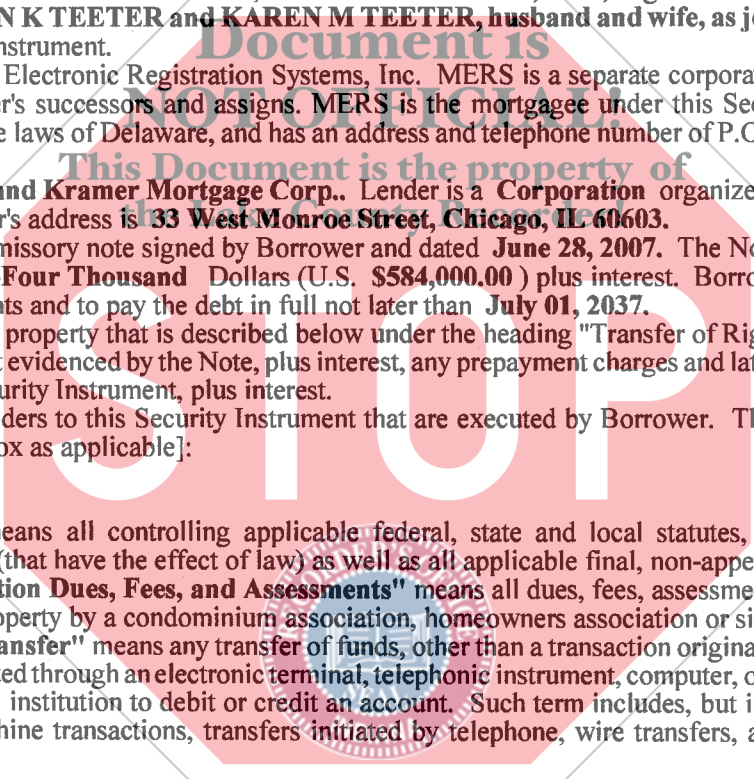 N K TEETER and KAREN M TEETER, husband and wife, as jo
Document is
nstrument.
Electronic Registration Systems, Inc. MERS is a separate corpora
NOT OFFICIAL!
r's successors and assigns. MERS is the mortgagee under this Sec
e laws of Delaware, and has an address and telephone number of P.O
This Document is the property of
and Kramer Mortgage Corp.. Lender is a Corporation organize
the Lake County Recorder!
r's address is 33 West Monroe Street, Chicago, IL 60603.
missory note signed by Borrower and dated June 28, 2007. The No
-Four Thousand Dollars (U.S. $584,000.00 ) plus interest. Borro
nts and to pay the debt in full not later than July 01, 2037.
property that is described below under the heading "Transfer of Rig
t evidenced by the Note, plus interest, any prepayment charges and lat
urity Instrument, plus interest.
ders to this Security Instrument that are executed by Borrower. Th
ox as applicable]:
STOP
eans all controlling applicable federal, state and local statutes,
(that have the effect of law) as well as all applicable final, non-appe
tion Dues, Fees, and Assessments" means all dues, fees, assessme
operty by a condominium association, homeowners association or si
ansfer" means any transfer of funds, other than a transaction origina
ted through an electronic terminal, telephonic instrument, computer, o
institution to debit or credit an account. Such term includes, but i
hine transactions, transfers initiated by telephone, wire transfers, a
RECORDER'S OFFICE
SEAL